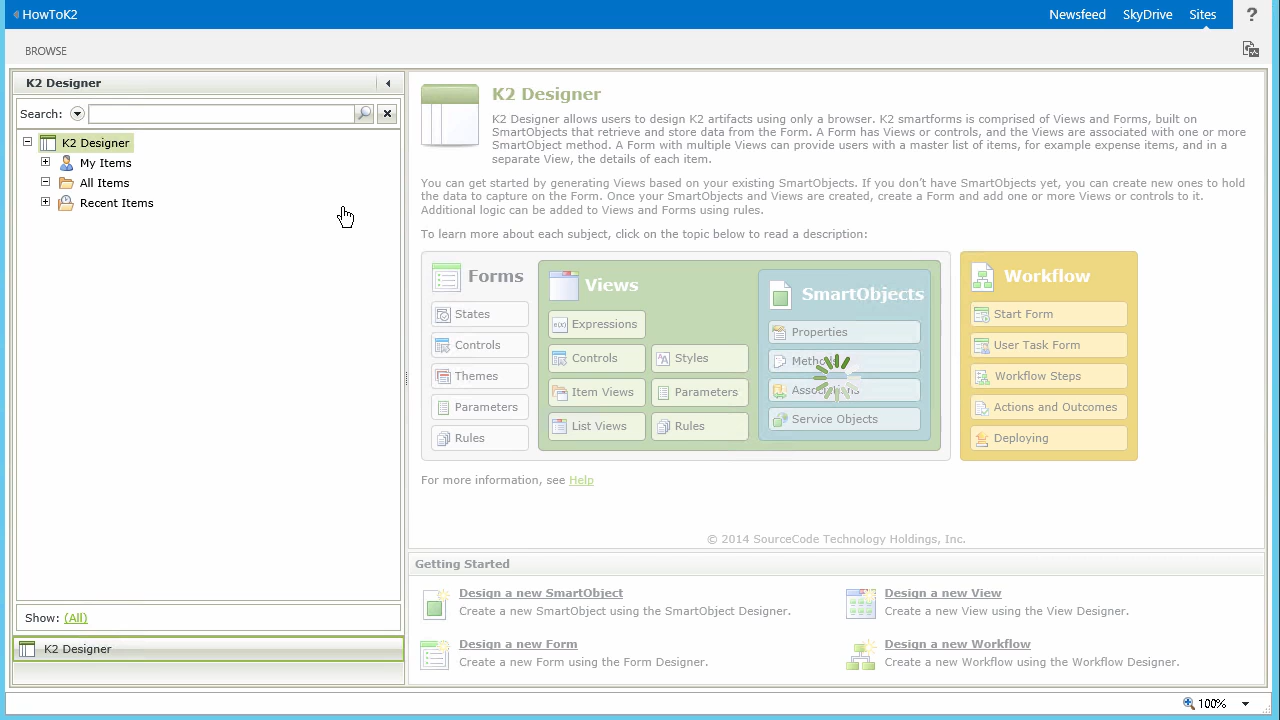 HowToK2
Newsfeed
SkyDrive
Sites
?
BROWSE
K2 Designer
Search:
K2 Designer
My Items
All Items
Recent Items
Show: (All)
K2 Designer
K2 Designer
K2 Designer allows users to design K2 artifacts using only a browser. K2 smartforms is comprised of Views and Forms, built on
SmartObjects that retrieve and store data from the Form. A Form has Views or controls, and the Views are associated with one or more
SmartObject method. A Form with multiple Views can provide users with a master list of items, for example expense items, and in a
separate View, the details of each item.
You can get started by generating Views based on your existing SmartObjects. If you don't have SmartObjects yet, you can create new ones to hold
the data to capture on the Form. Once your SmartObjects and Views are created, create a Form and add one or more Views or controls to it.
Additional logic can be added to Views and Forms using rules.
To learn more about each subject, click on the topic below to read a description:
Forms
States
Controls
Themes
Parameters
Rules
Views
Expressions
Controls
Styles
Item Views
Parameters
List Views
Rules
SmartObjects
Properties
Service Objects
Workflow
Start Form
User Task Form
Workflow Steps
Actions and Outcomes
Deploying
For more information, see Help
© 2014 SourceCode Technology Holdings, Inc.
Getting Started
Design a new SmartObject
Create a new SmartObject using the SmartObject Designer.
Design a new View
Create a new View using the View Designer.
Design a new Form
Create a new Form using the Form Designer.
Design a new Workflow
Create a new Workflow using the Workflow Designer.
100%